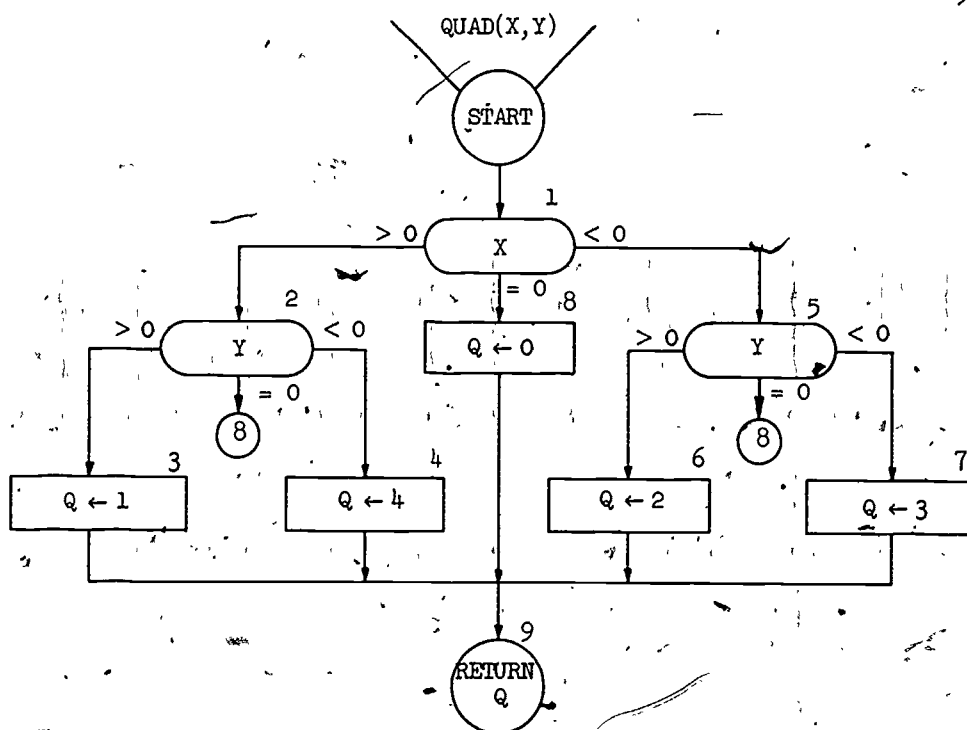 QUAD(X,Y)
START
1
> 0 X < 0
= 0
2 8 5
> 0 Y < 0 Q ← 0 > 0 Y < 0
= 0 = 0
8 8
3 4 6 7
Q ← 1 Q ← 4 Q ← 2 Q ← 3
9
RETURN
Q